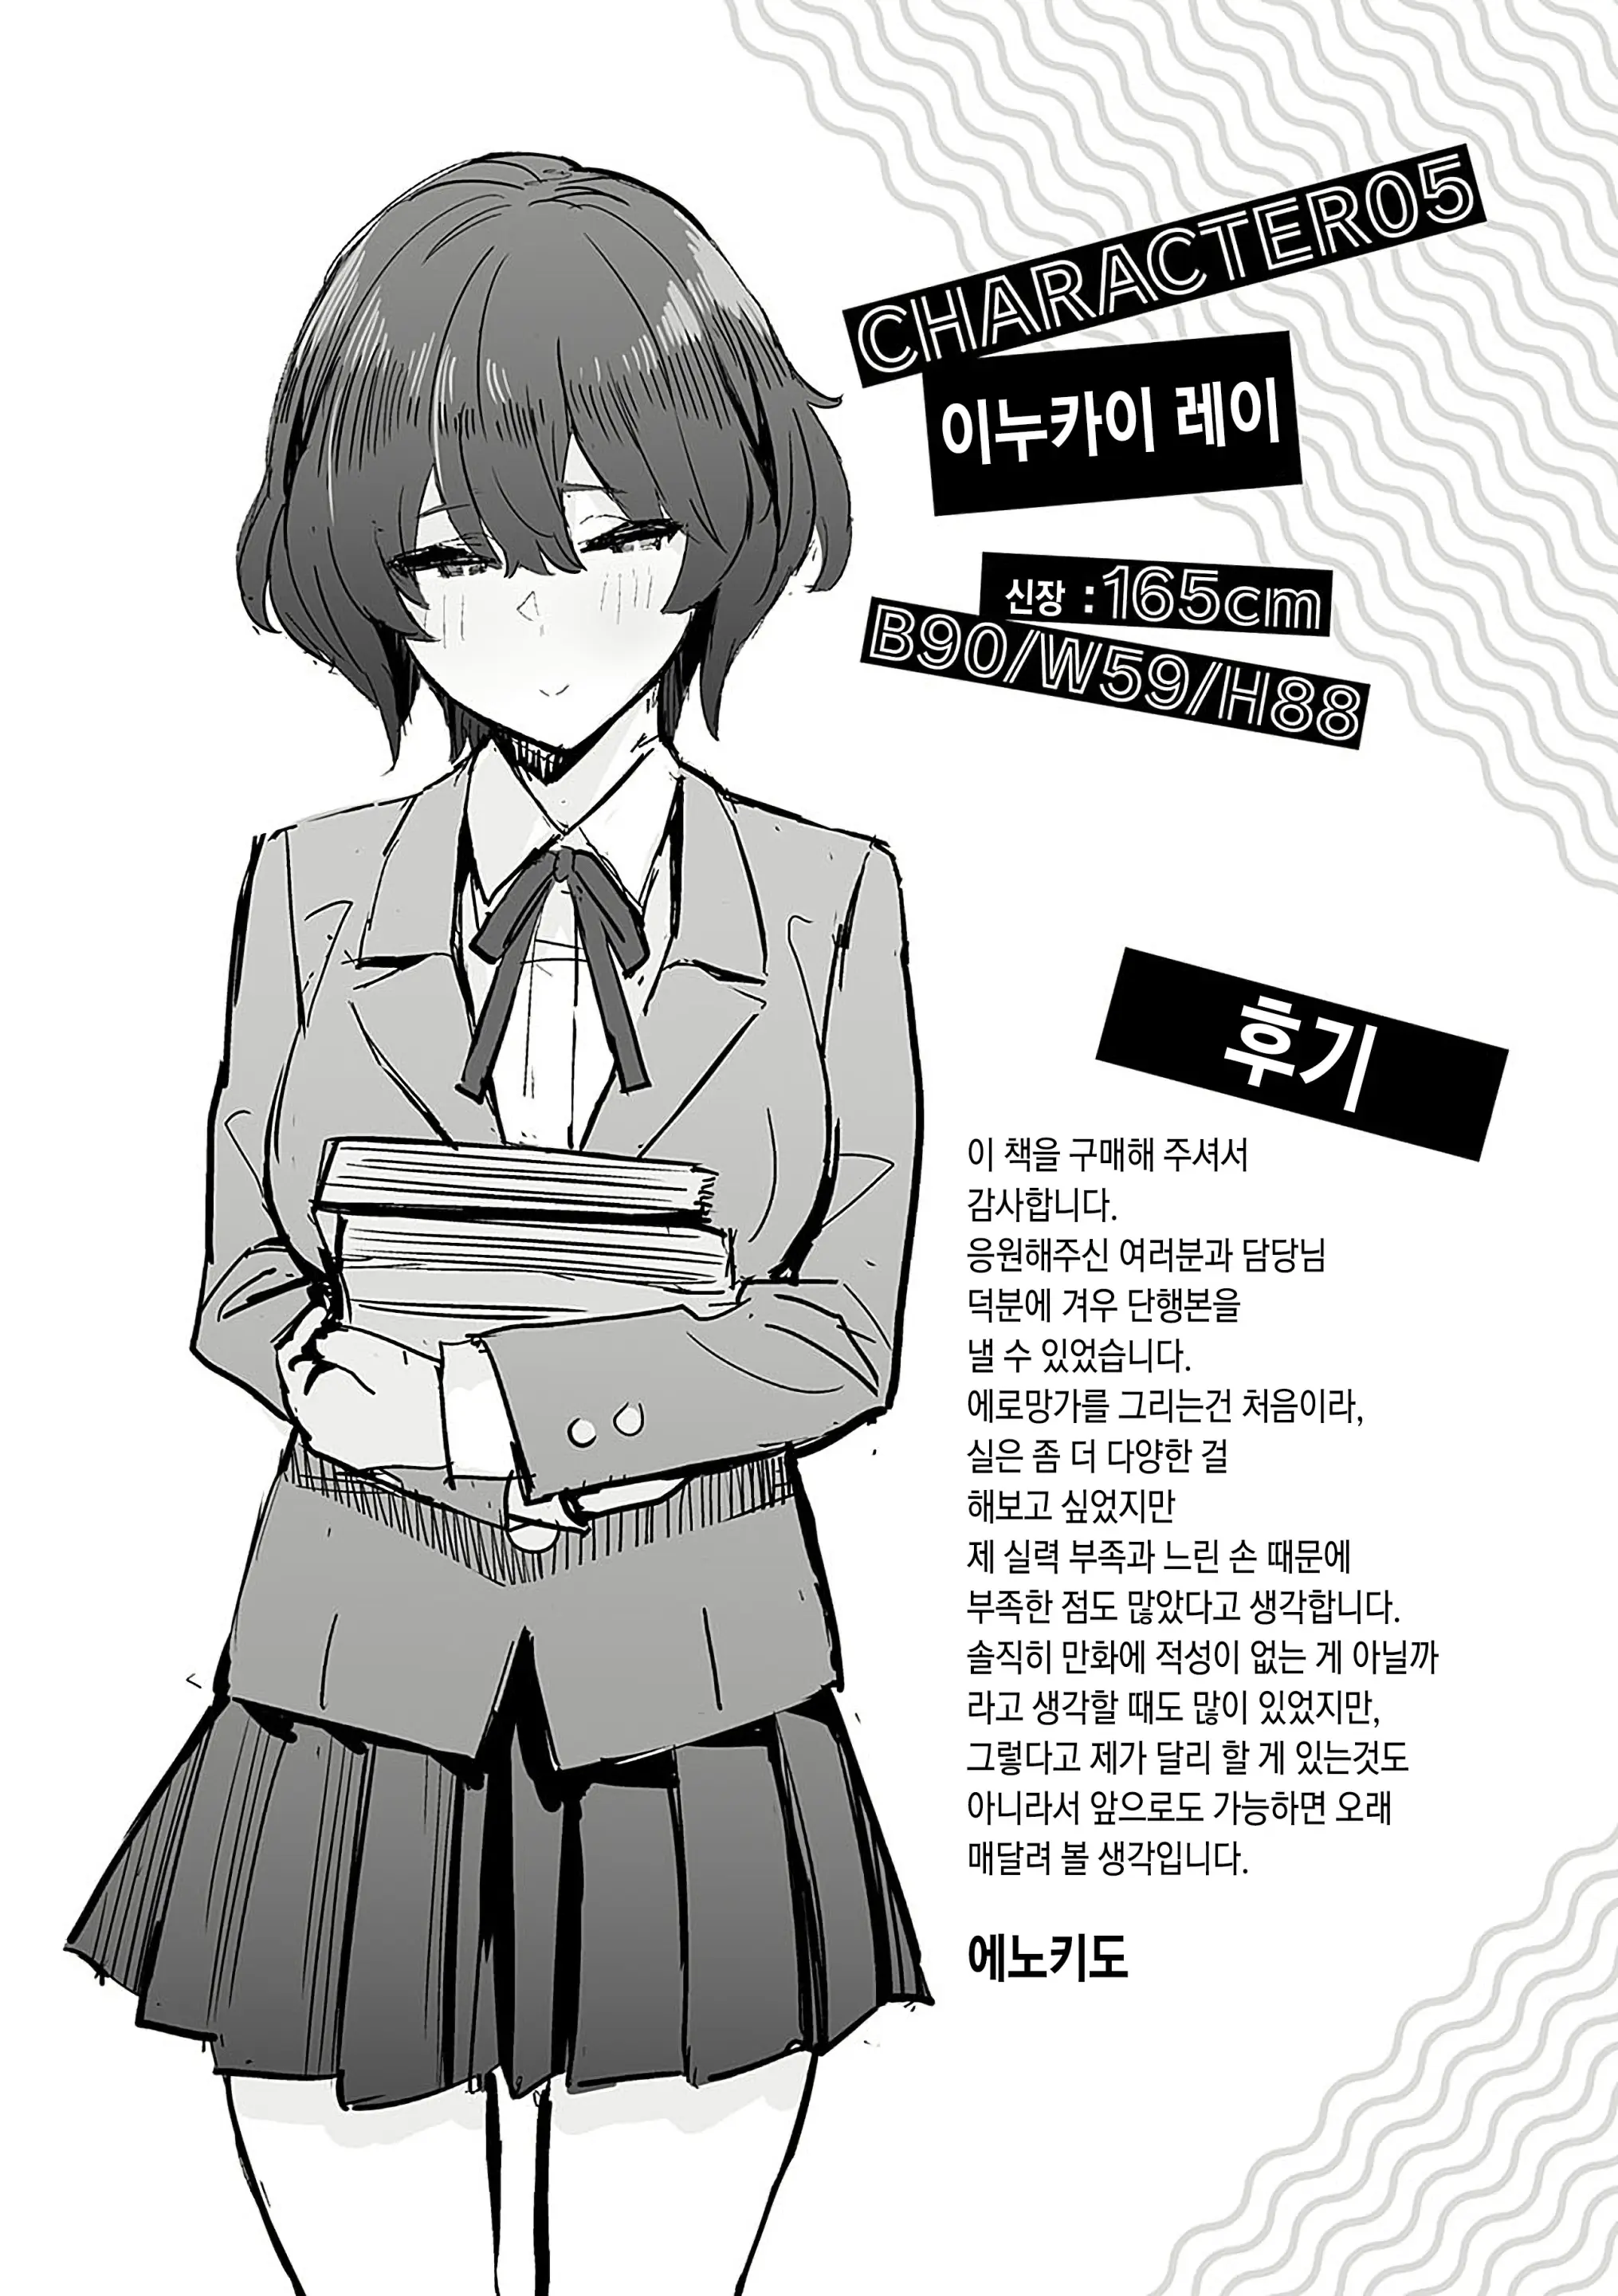 CHARACTER05
이누카이 레이
신장 : 165cm
B90/W59/H88
후기
이 책을 구매해 주셔서
감사합니다.
응원해주신 여러분과 담당님
덕분에 겨우 단행본을
낼 수 있었습니다.
에로망가를 그리는건 처음이라,
실은 좀 더 다양한 걸
해보고 싶었지만
제 실력 부족과 느린 손 때문에
부족한 점도 많았다고 생각합니다.
솔직히 만화에 적성이 없는 게 아닐까
라고 생각할 때도 많이 있었지만,
그렇다고 제가 달리 할 게 있는것도
아니라서 앞으로도 가능하면 오래
매달려 볼 생각입니다.
에노키도